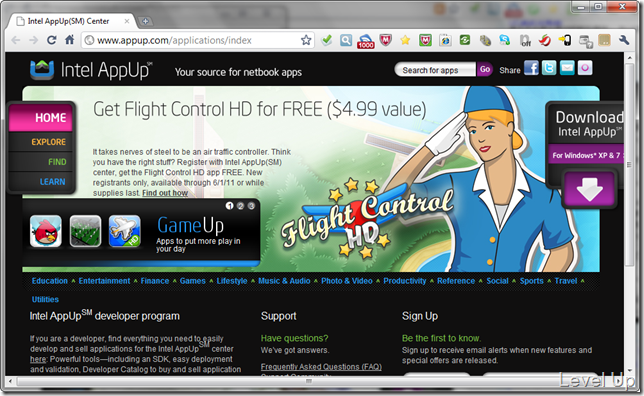 Intel AppUp(SM) Center
www.appup.com/applications/index
1000
off
Intel AppUp℠
Your source for netbook apps
Search for apps
Go
Share
HOME
EXPLORE
FIND
LEARN
Get Flight Control HD for FREE ($4.99 value)
It takes nerves of steel to be an air traffic controller. Think
you have the right stuff? Register with Intel AppUp(SM)
center, get the Flight Control HD app FREE. New
registrants only, available through 6/1/11 or while
supplies last. Find out how
Download
Intel AppUp℠
For Windows* XP & 7
Flight Control
HD
1 2 3
GameUp
Apps to put more play in
your day
HD
Education Entertainment Finance Games Lifestyle Music & Audio Photo & Video Productivity Reference Social Sports Travel
Utilities
Intel AppUp℠ developer program
If you are a developer, find everything you need to easily
develop and sell applications for the Intel AppUp℠ center
here: Powerful tools—including an SDK, easy deployment
and validation, Developer Catalog to buy and sell application
Support
Have questions?
We've got answers.
Frequently Asked Questions (FAQ)
Sign Up
Be the first to know.
Sign up to receive email alerts when new features and
special offers are released.
Level Up